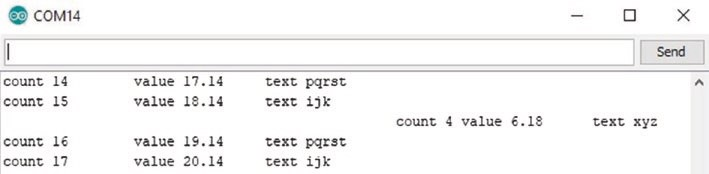 COM14
Send
count 14 value 17.14 text pqrst
count 15 value 18.14 text ijk
count 4 value 6.18 text xyz
count 16 value 19.14 text pqrst
count 17 value 20.14 text ijk